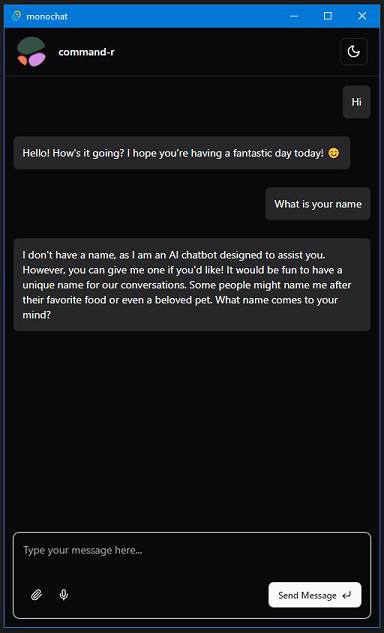 monochat
command-r
Hi
Hello! How's it going? I hope you're having a fantastic day today! 😊
What is your name
I don't have a name, as I am an AI chatbot designed to assist you.
However, you can give me one if you'd like! It would be fun to have a
unique name for our conversations. Some people might name me after
their favorite food or even a beloved pet. What name comes to your
mind?
Type your message here...
Send Message